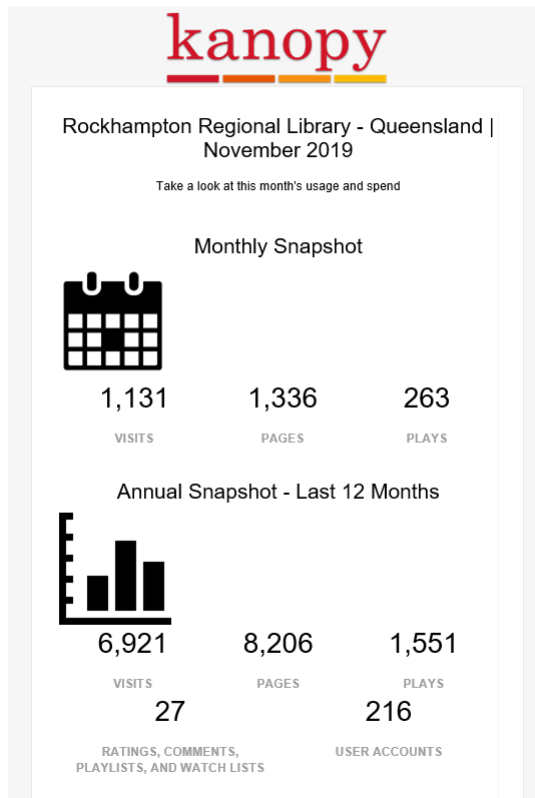 kanopy
Rockhampton Regional Library - Queensland |
November 2019
Take a look at this month's usage and spend
Monthly Snapshot
1,131 1,336 263
VISITS PAGES PLAYS
Annual Snapshot - Last 12 Months
6,921 8,206 1,551
VISITS PAGES PLAYS
27 216
RATINGS, COMMENTS, USER ACCOUNTS
PLAYLISTS, AND WATCH LISTS